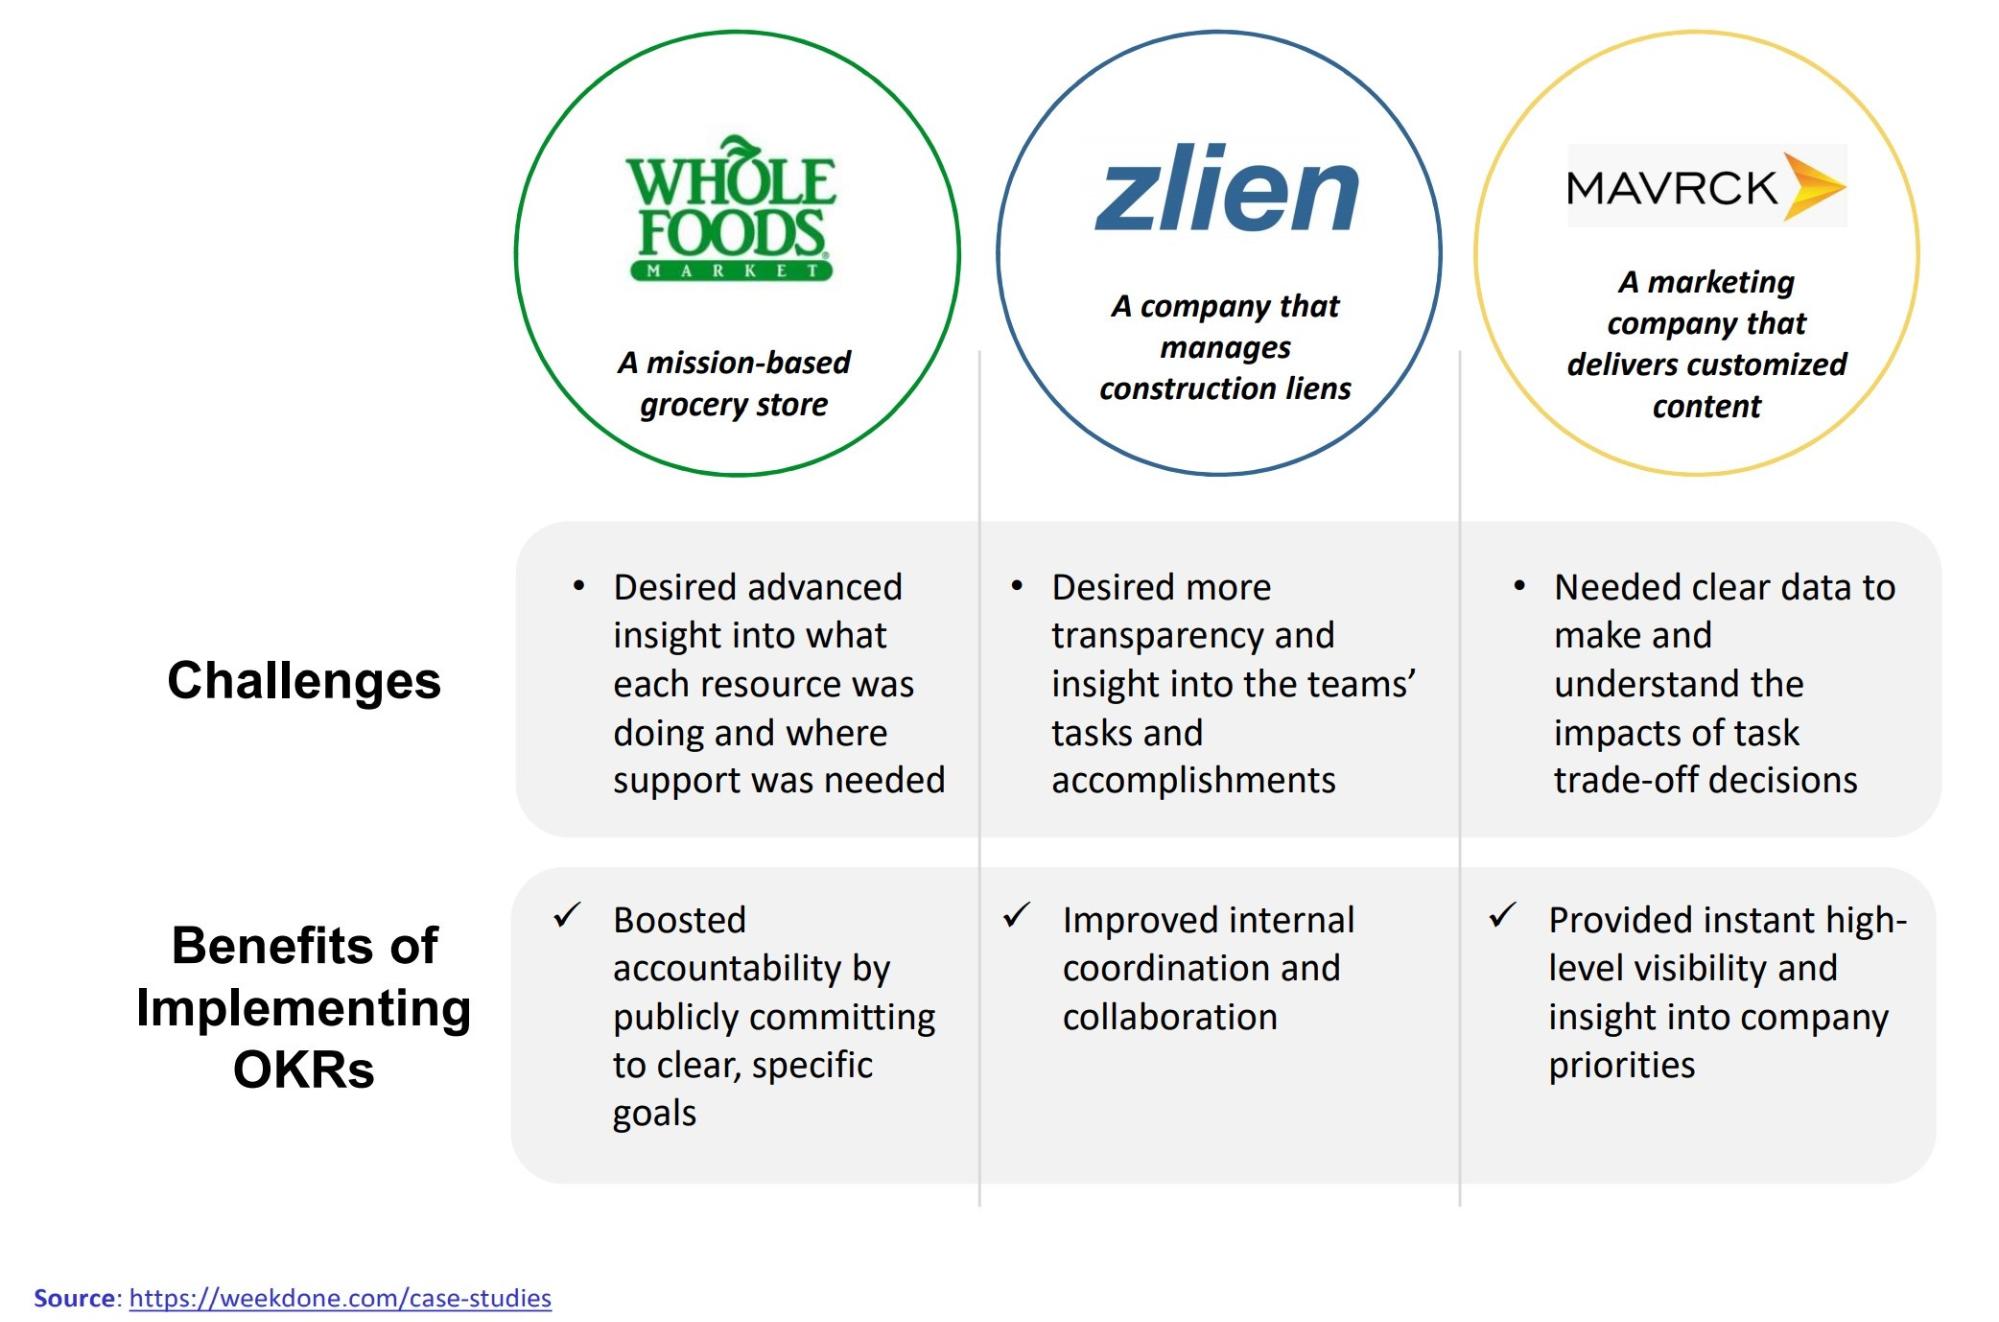 WHOLE
FOODS
MARKET
A mission-based
grocery store
zlien
A company that
manages
construction liens
MAVRCK
A marketing
company that
delivers customized
content
Challenges
• Desired advanced
insight into what
each resource was
doing and where
support was needed
• Desired more
transparency and
insight into the teams’
tasks and
accomplishments
• Needed clear data to
make and
understand the
impacts of task
trade-off decisions
Benefits of
Implementing
OKRs
✓ Boosted
accountability by
publicly committing
to clear, specific
goals
✓ Improved internal
coordination and
collaboration
✓ Provided instant high-
level visibility and
insight into company
priorities
Source: https://weekdone.com/case-studies